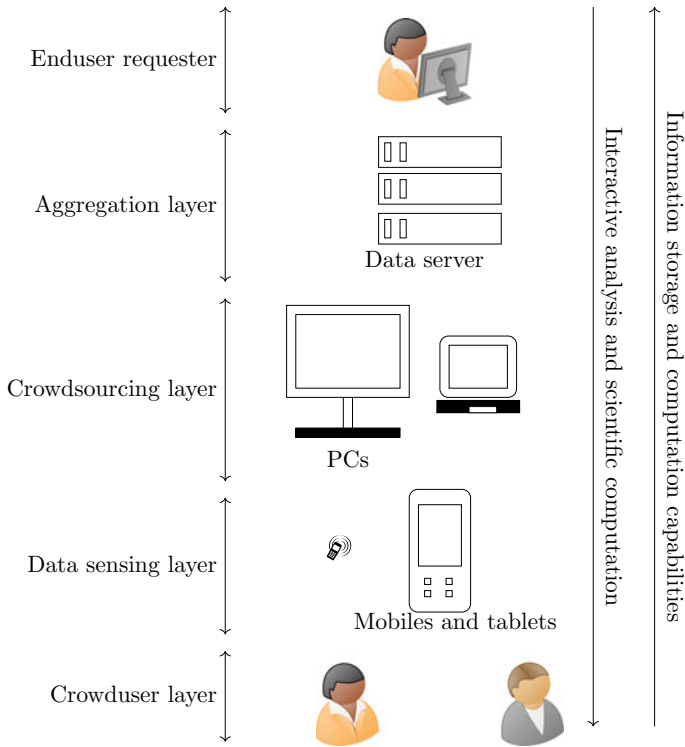 Enduser requester
Aggregation layer
Data server
Crowdsourcing layer
PCs
Data sensing layer
Mobiles and tablets
Crowduser layer
Interactive analysis and scientific computation
Information storage and computation capabilities